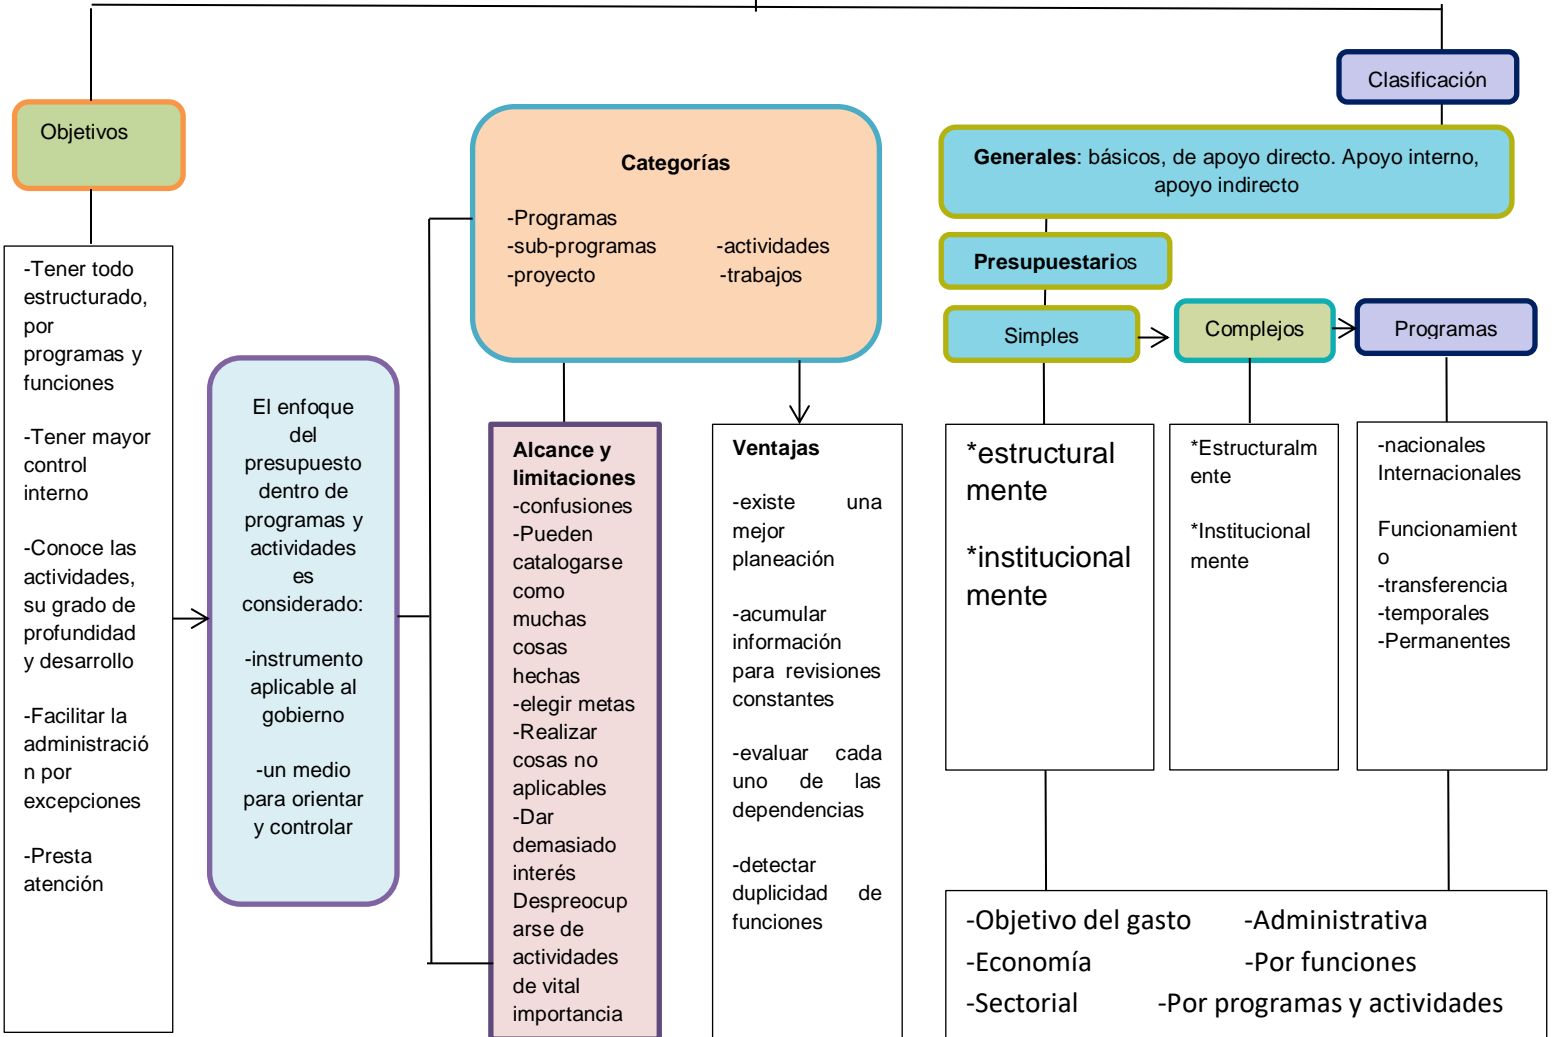 Objetivos
-Tener todo
estructurado,
por
programas y
funciones
-Tener mayor
control
interno
-Conoce las
actividades,
su grado de
profundidad
y desarrollo
-Facilitar la
administració
n por
excepciones
-Presta
atención
El enfoque
del
presupuesto
dentro de
programas y
actividades
es
considerado:
-instrumento
aplicable al
gobierno
-un medio
para orientar
y controlar
Categorías
-Programas
-sub-programas -actividades
-proyecto -trabajos
Alcance y
limitaciones
-confusiones
-Pueden
catalogarse
como
muchas
cosas
hechas
-elegir metas
-Realizar
cosas no
aplicables
-Dar
demasiado
interés
Despreocup
arse de
actividades
de vital
importancia
Ventajas
-existe una
mejor
planeación
-acumular
información
para revisiones
constantes
-evaluar cada
uno de las
dependencias
-detectar
duplicidad de
funciones
Clasificación
Generales: básicos, de apoyo directo. Apoyo interno,
apoyo indirecto
Presupuestarios
Simples
Complejos
Programas
*estructural
mente
*institucional
mente
*Estructuralm
ente
*Institucional
mente
-nacionales
Internacionales
Funcionamient
o
-transferencia
-temporales
-Permanentes
-Objetivo del gasto -Administrativa
-Economía -Por funciones
-Sectorial -Por programas y actividades